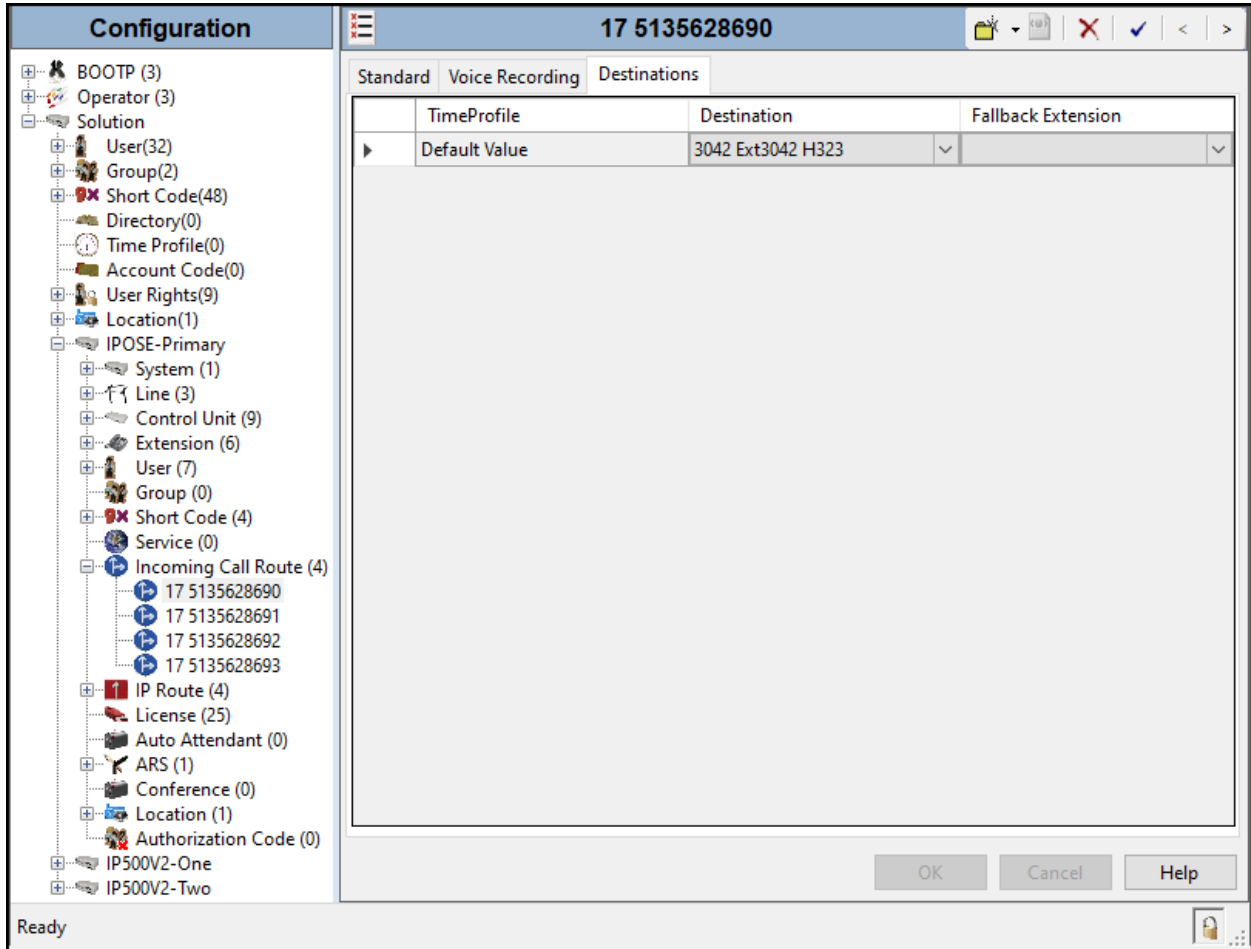 Configuration
BOOTP (3)
Operator (3)
Solution
User(32)
Group(2)
Short Code(48)
Directory(0)
Time Profile(0)
Account Code(0)
User Rights(9)
Location(1)
IPOSE-Primary
System (1)
Line (3)
Control Unit (9)
Extension (6)
User (7)
Group (0)
Short Code (4)
Service (0)
Incoming Call Route (4)
17 5135628690
17 5135628691
17 5135628692
17 5135628693
IP Route (4)
License (25)
Auto Attendant (0)
ARS (1)
Conference (0)
Location (1)
Authorization Code (0)
IP500V2-One
IP500V2-Two
17 5135628690
Standard Voice Recording Destinations
TimeProfile Destination Fallback Extension
Default Value 3042 Ext3042 H323
OK Cancel Help
Ready